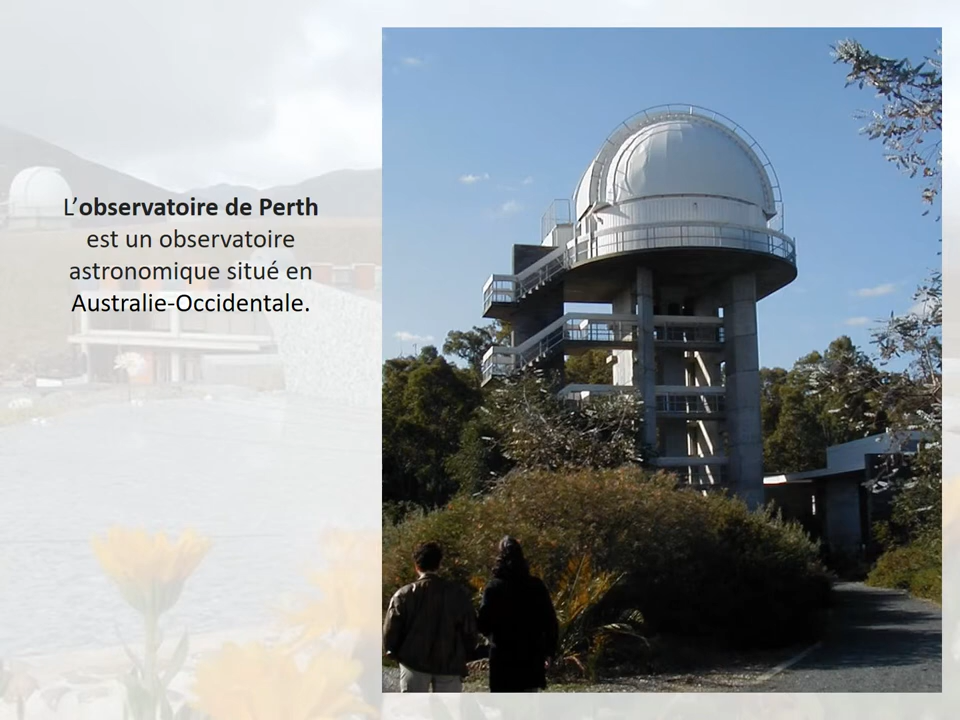 L’observatoire de Perth
est un observatoire
astronomique situé en
Australie-Occidentale.